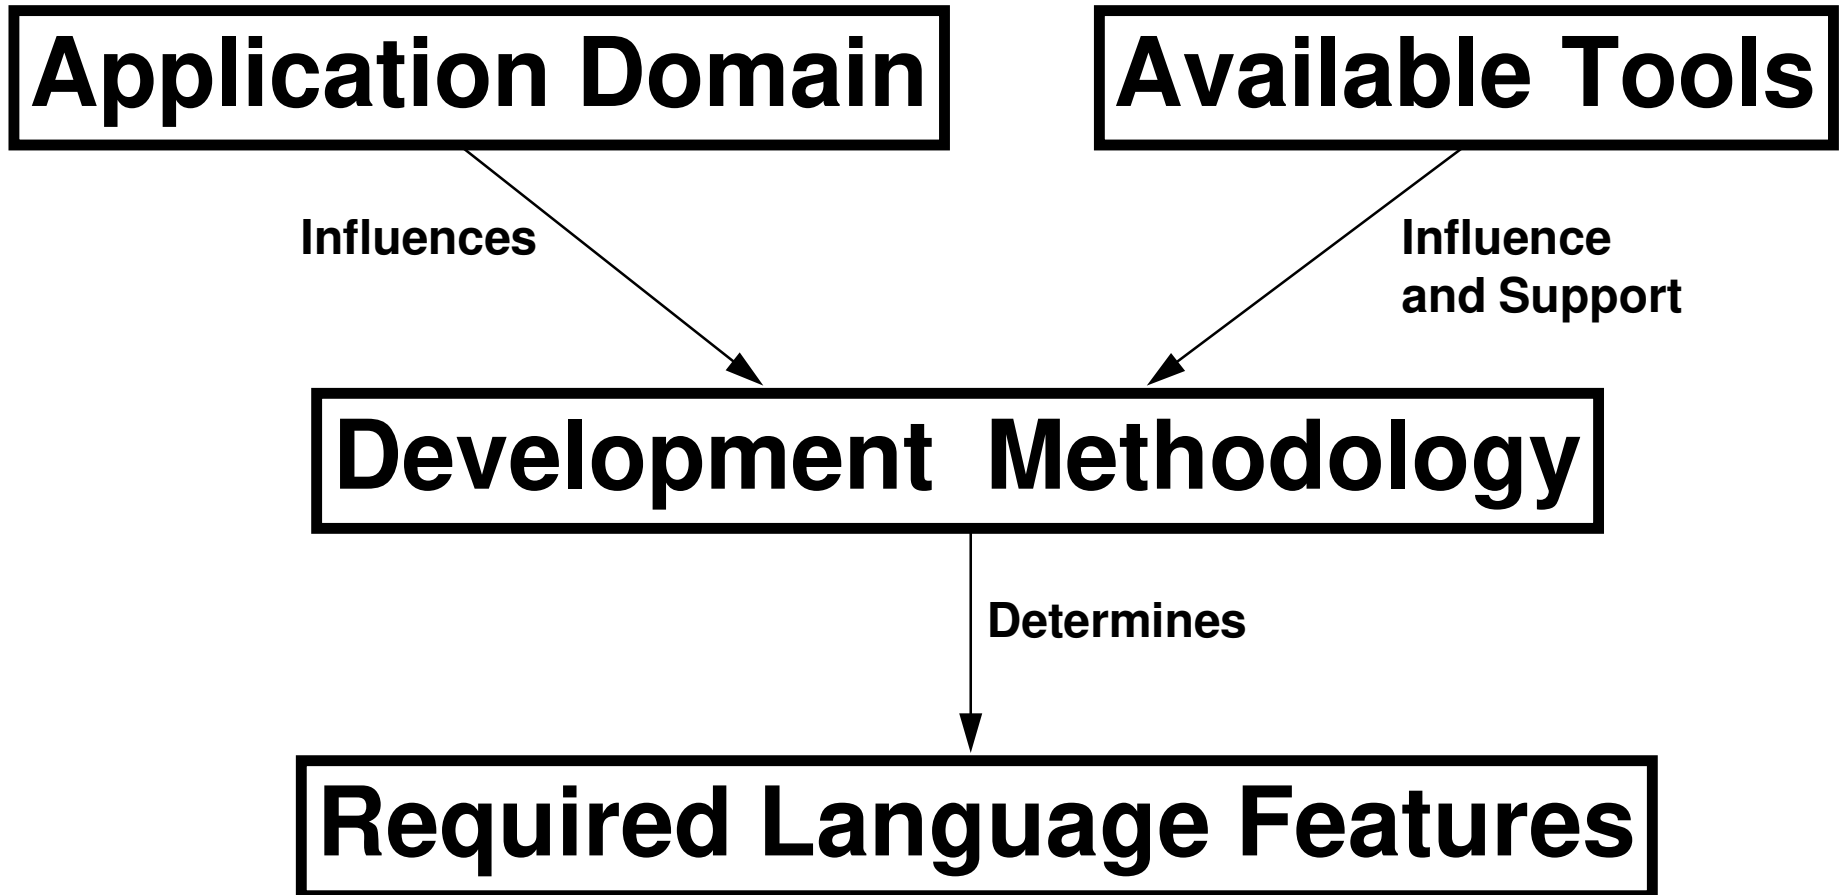 Application Domain
Available Tools
Influences
Influence
and Support
Development Methodology
Determines
Required Language Features